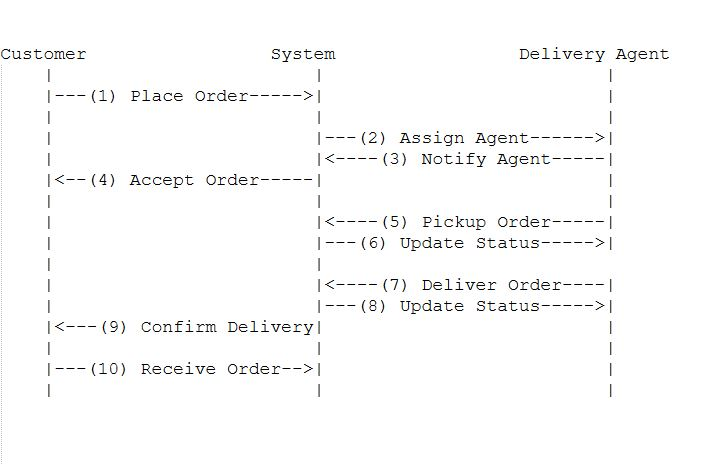 Customer                  System                  Delivery Agent
    |                         |                           |
    |---(1) Place Order----->|                           |
    |                         |                           |
    |                         |---(2) Assign Agent------>|
    |                         |<----(3) Notify Agent-----|
    |<--(4) Accept Order-----|                           |
    |                         |                           |
    |                         |<----(5) Pickup Order-----|
    |                         |---(6) Update Status----->|
    |                         |
    |                         |<----(7) Deliver Order----|
    |                         |---(8) Update Status----->|
    |<---(9) Confirm Delivery|                           |
    |                         |                           |
    |---(10) Receive Order-->|                           |
    |                         |                           |